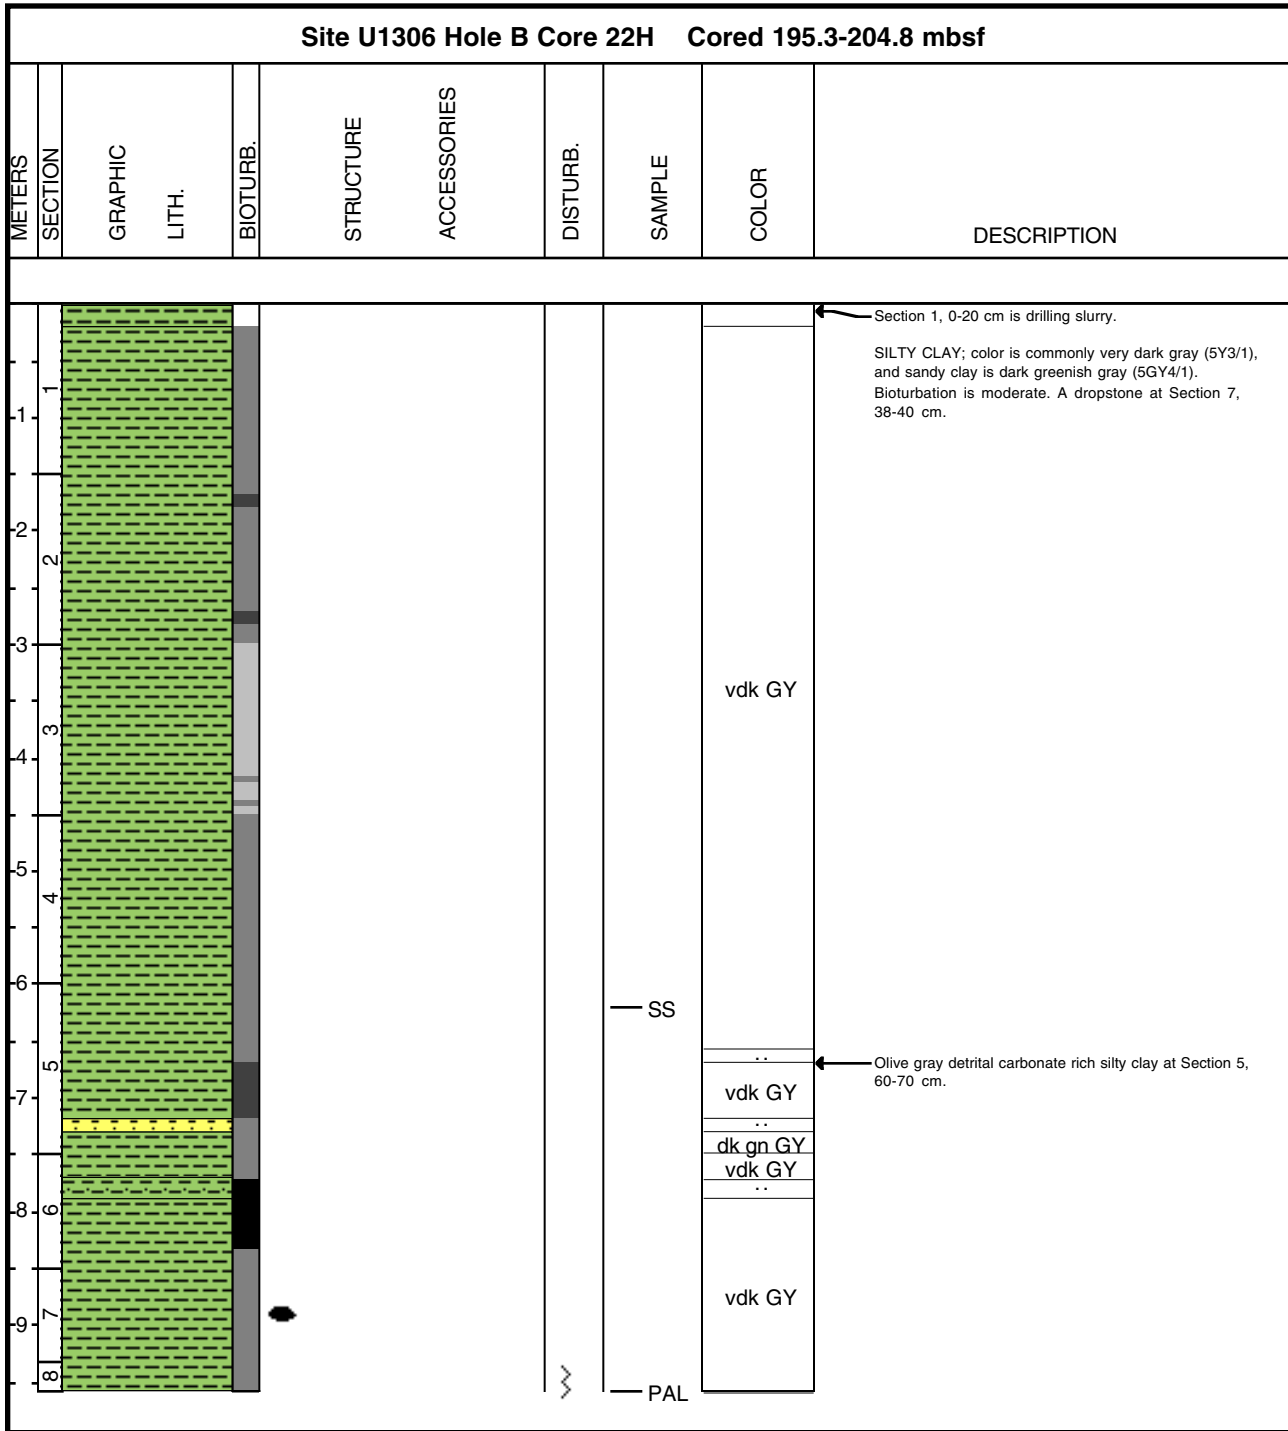 Site U1306 Hole B Core 22H Cored 195.3-204.8 mbsf
METERS
SECTION
GRAPHIC
LITH.
BIOTURB.
STRUCTURE
ACCESSORIES
DISTURB.
SAMPLE
COLOR
DESCRIPTION
Section 1, 0-20 cm is drilling slurry.
SILTY CLAY; color is commonly very dark gray (5Y3/1),
and sandy clay is dark greenish gray (5GY4/1).
Bioturbation is moderate. A dropstone at Section 7,
38-40 cm.
1
1
2
2
3
vdk GY
3
4
5
4
6
SS
5
Olive gray detrital carbonate rich silty clay at Section 5,
60-70 cm.
7
vdk GY
dk gn GY
vdk GY
8
6
vdk GY
7
9
8
PAL